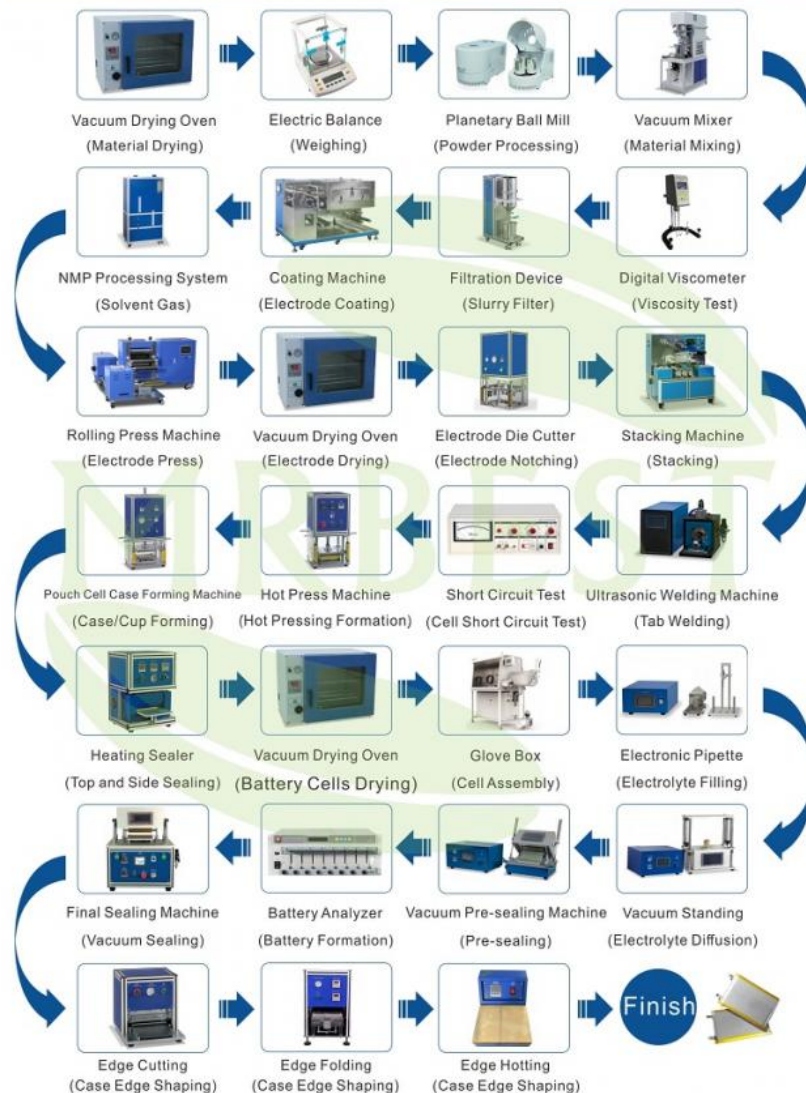 Vacuum Drying Oven
(Material Drying)
Electric Balance
(Weighing)
Planetary Ball Mill
(Powder Processing)
Vacuum Mixer
(Material Mixing)
NMP Processing System
(Solvent Gas)
Coating Machine
(Electrode Coating)
Filtration Device
(Slurry Filter)
Digital Viscometer
(Viscosity Test)
Rolling Press Machine
(Electrode Press)
Vacuum Drying Oven
(Electrode Drying)
Electrode Die Cutter
(Electrode Notching)
Stacking Machine
(Stacking)
MRBEST
Pouch Cell Case Forming Machine
(Case/Cup Forming)
Hot Press Machine
(Hot Pressing Formation)
Short Circuit Test
(Cell Short Circuit Test)
Ultrasonic Welding Machine
(Tab Welding)
Heating Sealer
(Top and Side Sealing)
Vacuum Drying Oven
(Battery Cells Drying)
Glove Box
(Cell Assembly)
Electronic Pipette
(Electrolyte Filling)
Final Sealing Machine
(Vacuum Sealing)
Battery Analyzer
(Battery Formation)
Vacuum Pre-sealing Machine
(Pre-sealing)
Vacuum Standing
(Electrolyte Diffusion)
Edge Cutting
(Case Edge Shaping)
Edge Folding
(Case Edge Shaping)
Edge Hotting
(Case Edge Shaping)
Finish